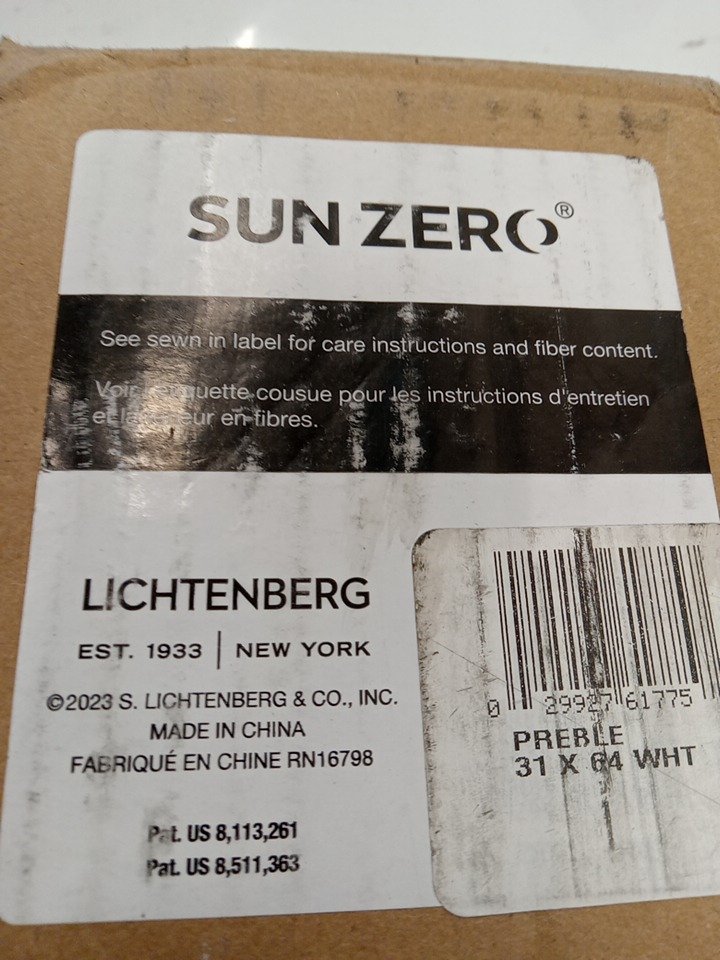 SUN ZERO®
See sewn in label for care instructions and fiber content.
Voir cousue pour les instructions d'entretien
et en fibres.
LICHTENBERG
EST. 1933 | NEW YORK
©2023 S. LICHTENBERG & CO., INC.
MADE IN CHINA
FABRIQUÉ EN CHINE RN16798
Pat. US 8,113,261
Pat. US 8,511,363
0 29927 61775
PREBLE
31 X 64 WHT